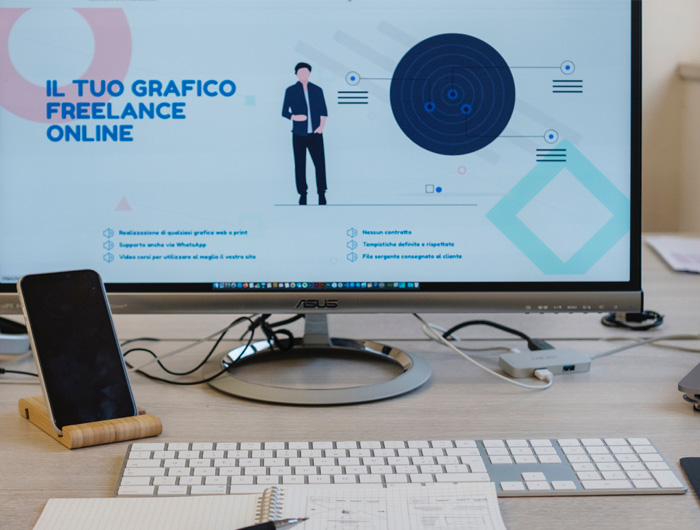 IL TUO GRAFICO
FREELANCE
ONLINE
Realizzazione di qualsiasi grafica web o print
Supporto anche via WhatsApp
Video corsi per utilizzare al meglio il vostro sito
Nessun contratto
Tempistiche definite e rispettate
File sorgente consegnato al cliente
ASUS